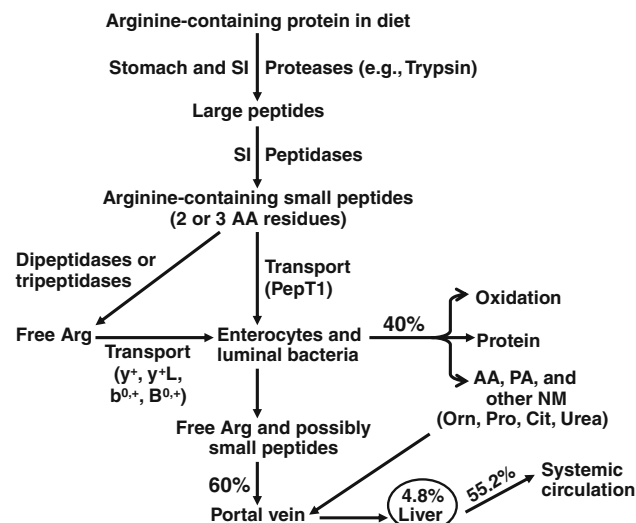 Arginine-containing protein in diet
Stomach and SI Proteases (e.g., Trypsin)
Large peptides
SI Peptidases
Arginine-containing small peptides
(2 or 3 AA residues)
Dipeptidases or
tripeptidases
Transport
(PepT1)
Free Arg
Transport
(y⁺, y⁺L,
b⁰,⁺, B⁰,⁺)
Enterocytes and
luminal bacteria
40%
Oxidation
Protein
AA, PA, and
other NM
(Orn, Pro, Cit, Urea)
Free Arg and possibly
small peptides
60%
Portal vein
4.8%
Liver
55.2%
Systemic
circulation